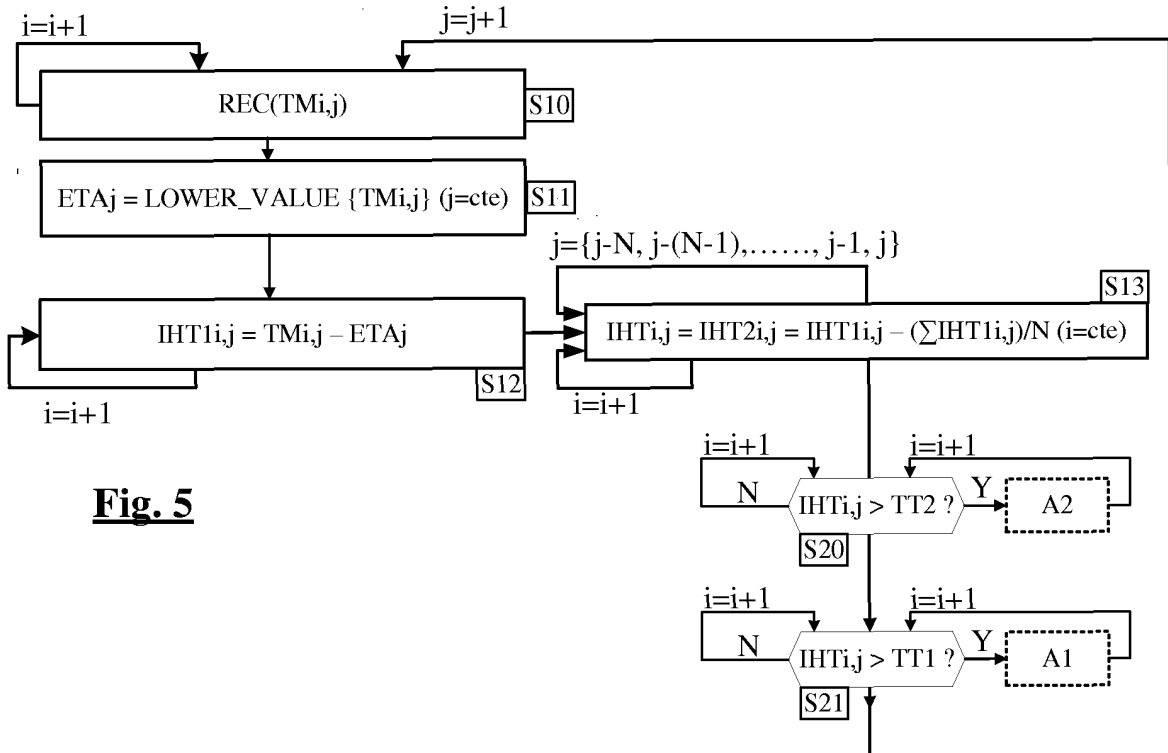 i=i+1
j=j+1
REC(TMi,j)
S10
ETAj = LOWER_VALUE {TMi,j} (j=cte)
S11
j={j-N, j-(N-1),……, j-1, j}
S13
IHT1i,j = TMi,j – ETAj
IHTi,j = IHT2i,j = IHT1i,j – (∑IHT1i,j)/N (i=cte)
S12
i=i+1
i=i+1
i=i+1
i=i+1
Fig. 5
N
IHTi,j > TT2 ?
Y
A2
S20
i=i+1
i=i+1
N
IHTi,j > TT1 ?
Y
A1
S21